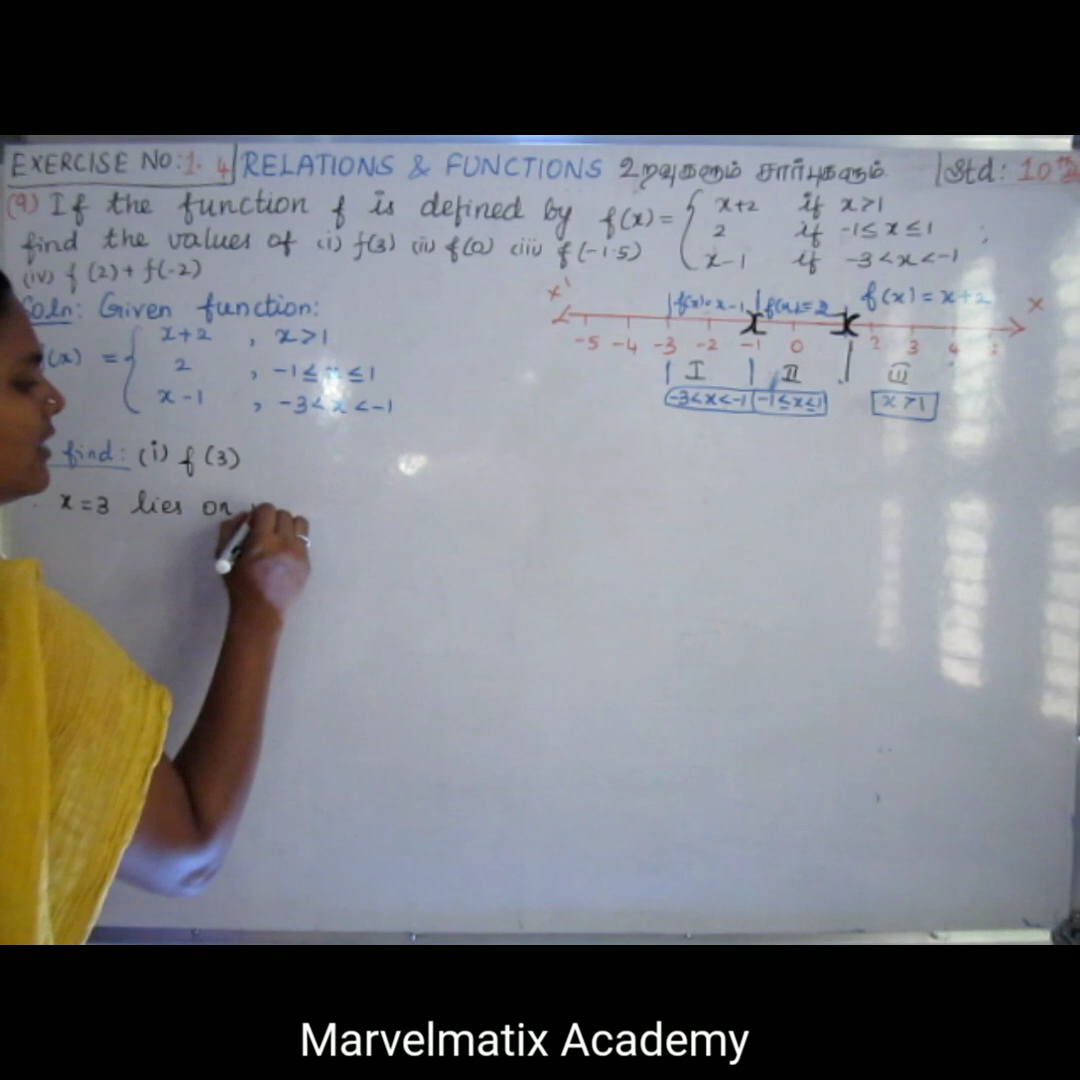 EXERCISE NO: 1.4 RELATIONS & FUNCTIONS உறவுகளும் சார்புகளும் Std: 10th
(9) If the function f is defined by f(x) = { x+2 if x>1
2 if -1≤x≤1 ;
x-1 if -3<x<-1
find the values of (i) f(3) (ii) f(0) (iii) f(-1.5)
(iv) f(2)+f(-2)
Soln: Given function:
(x) = { x+2 , x>1
2 , -1≤x≤1
x-1 , -3<x<-1
x' f(x)=x-1 f(x)=2 f(x)=x+2 x
-5 -4 -3 -2 -1 0 2 3 4
I II III
-3<x<-1 -1≤x≤1 x>1
find: (i) f(3)
x=3 lies on
Marvelmatix Academy